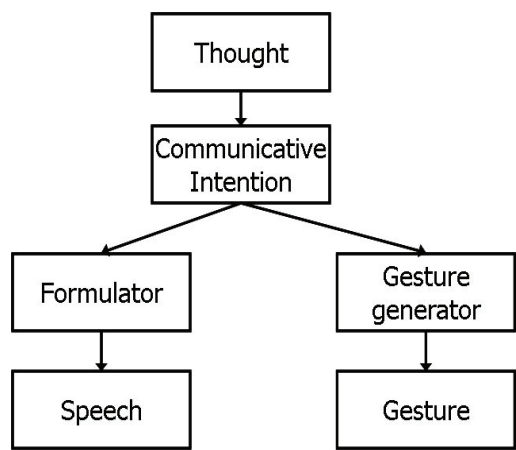 Thought
Communicative
Intention
Formulator
Gesture
generator
Speech
Gesture